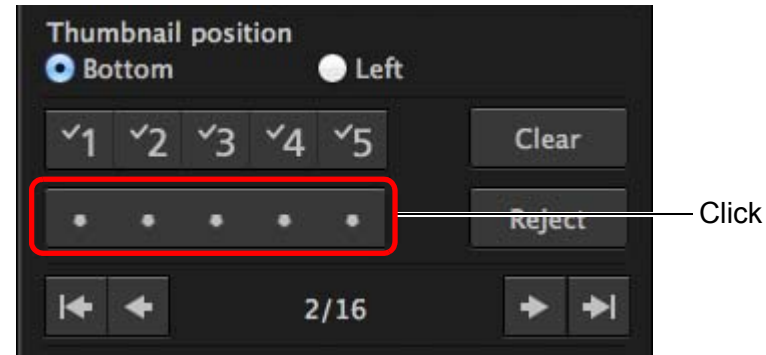 Thumbnail position
Bottom Left
✓1 ✓2 ✓3 ✓4 ✓5 Clear
Reject Click
2/16